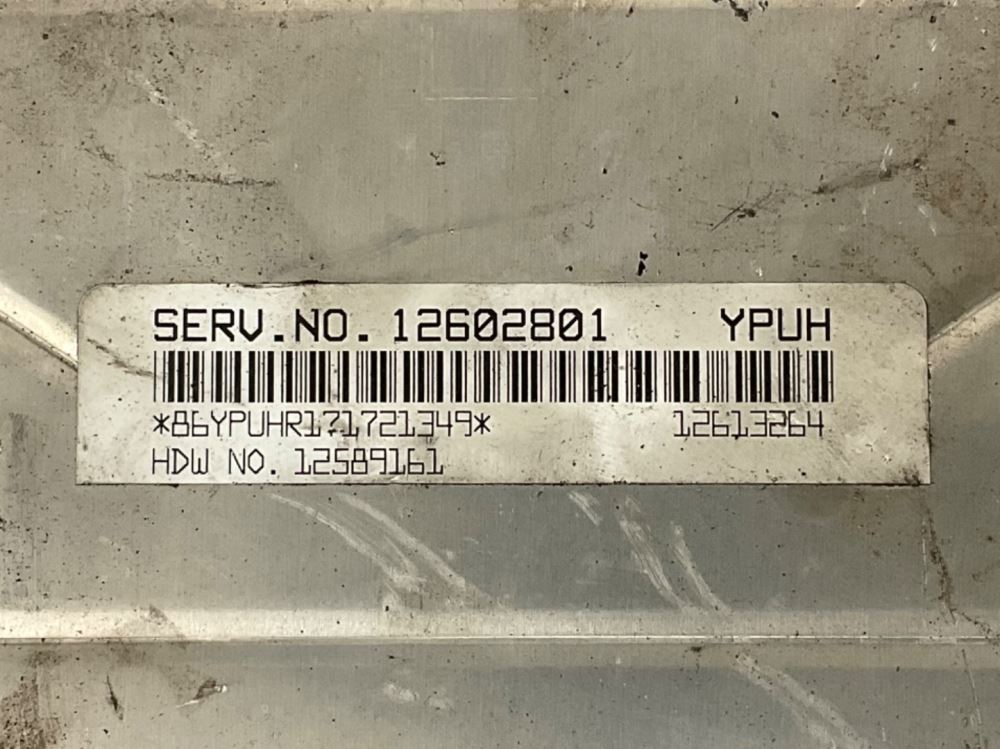 SERV.NO. 12602801 YPUH
*86YPUHR171721349* 12613264
HDW NO. 12589161